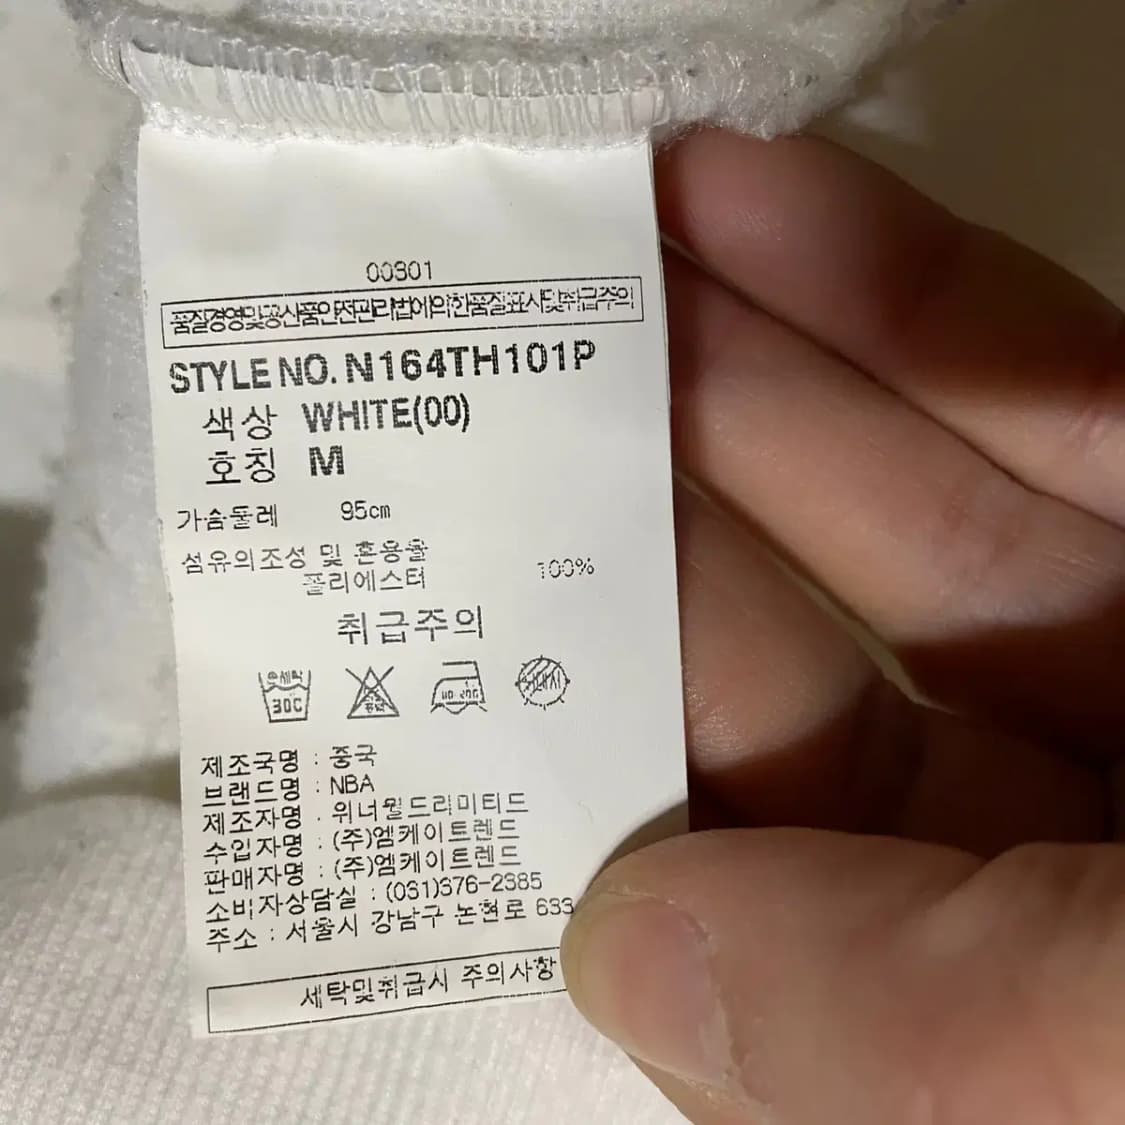 00301
품질경영및공산품안전관리법에의한품질표시및취급주의
STYLE NO. N164TH101P
색상 WHITE(00)
호칭 M
가슴둘레 95cm
섬유의조성 및 혼용율
폴리에스터 100%
취급주의
손세탁
30C
제조국명 : 중국
브랜드명 : NBA
제조자명 : 위너월드리미티드
수입자명 : (주)엠케이트렌드
판매자명 : (주)엠케이트렌드
소비자상담실 : (031)376-2385
주소 : 서울시 강남구 논현로 633
세탁및취급시 주의사항